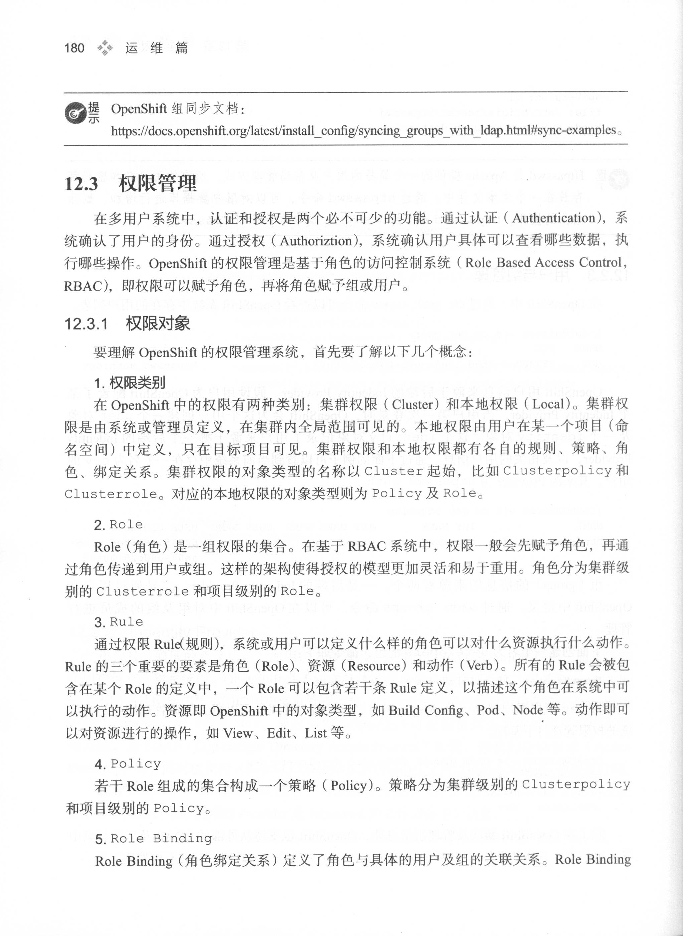 180 运维篇
提示 OpenShift 组同步文档：
https://docs.openshift.org/latest/install_config/syncing_groups_with_ldap.html#sync-examples。
12.3 权限管理
在多用户系统中，认证和授权是两个必不可少的功能。通过认证（Authentication），系
统确认了用户的身份。通过授权（Authoriztion），系统确认用户具体可以查看哪些数据，执
行哪些操作。OpenShift 的权限管理是基于角色的访问控制系统（Role Based Access Control，
RBAC），即权限可以赋予角色，再将角色赋予组或用户。
12.3.1 权限对象
要理解 OpenShift 的权限管理系统，首先要了解以下几个概念：
1. 权限类别
在 OpenShift 中的权限有两种类别：集群权限（Cluster）和本地权限（Local）。集群权
限是由系统或管理员定义，在集群内全局范围可见的。本地权限由用户在某一个项目（命
名空间）中定义，只在目标项目可见。集群权限和本地权限都有各自的规则、策略、角
色、绑定关系。集群权限的对象类型的名称以 Cluster 起始，比如 Clusterpolicy 和
Clusterrole。对应的本地权限的对象类型则为 Policy 及 Role。
2. Role
Role（角色）是一组权限的集合。在基于 RBAC 系统中，权限一般会先赋予角色，再通
过角色传递到用户或组。这样的架构使得授权的模型更加灵活和易于重用。角色分为集群级
别的 Clusterrole 和项目级别的 Role。
3. Rule
通过权限 Rule(规则)，系统或用户可以定义什么样的角色可以对什么资源执行什么动作。
Rule 的三个重要的要素是角色（Role）、资源（Resource）和动作（Verb）。所有的 Rule 会被包
含在某个 Role 的定义中，一个 Role 可以包含若干条 Rule 定义，以描述这个角色在系统中可
以执行的动作。资源即 OpenShift 中的对象类型，如 Build Config、Pod、Node 等。动作即可
以对资源进行的操作，如 View、Edit、List 等。
4. Policy
若干 Role 组成的集合构成一个策略（Policy）。策略分为集群级别的 Clusterpolicy
和项目级别的 Policy。
5. Role Binding
Role Binding（角色绑定关系）定义了角色与具体的用户及组的关联关系。Role Binding